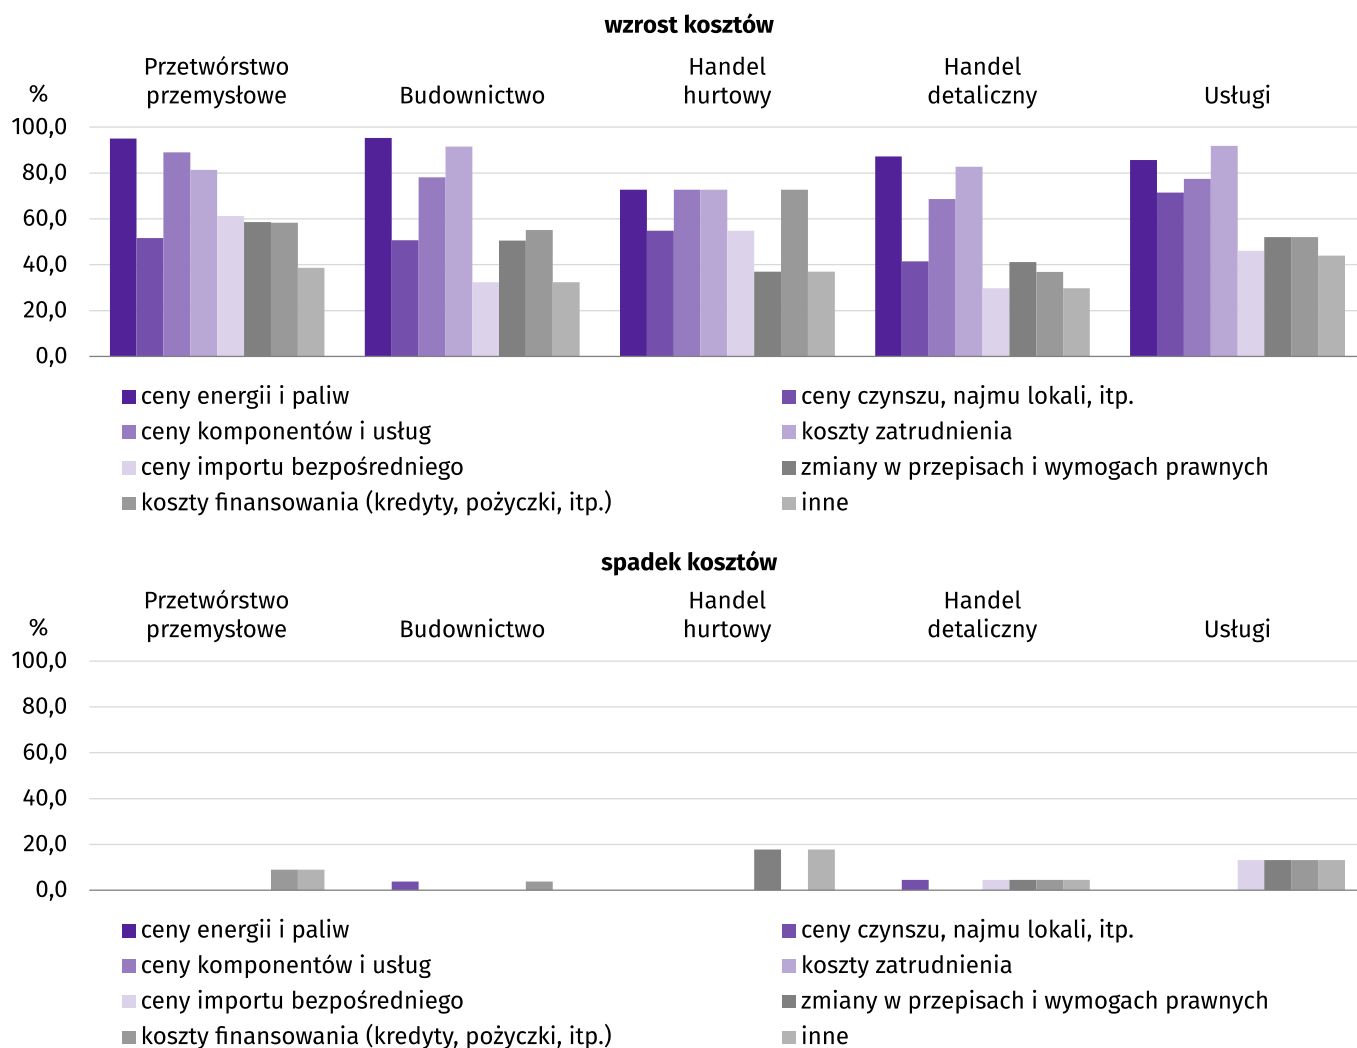 wzrost kosztów
Przetwórstwo
przemysłowe
Budownictwo
Handel
hurtowy
Handel
detaliczny
Usługi
%
100,0
80,0
60,0
40,0
20,0
0,0
ceny energii i paliw
ceny czynszu, najmu lokali, itp.
ceny komponentów i usług
koszty zatrudnienia
ceny importu bezpośredniego
zmiany w przepisach i wymogach prawnych
koszty finansowania (kredyty, pożyczki, itp.)
inne
spadek kosztów
Przetwórstwo
przemysłowe
Budownictwo
Handel
hurtowy
Handel
detaliczny
Usługi
%
100,0
80,0
60,0
40,0
20,0
0,0
ceny energii i paliw
ceny czynszu, najmu lokali, itp.
ceny komponentów i usług
koszty zatrudnienia
ceny importu bezpośredniego
zmiany w przepisach i wymogach prawnych
koszty finansowania (kredyty, pożyczki, itp.)
inne